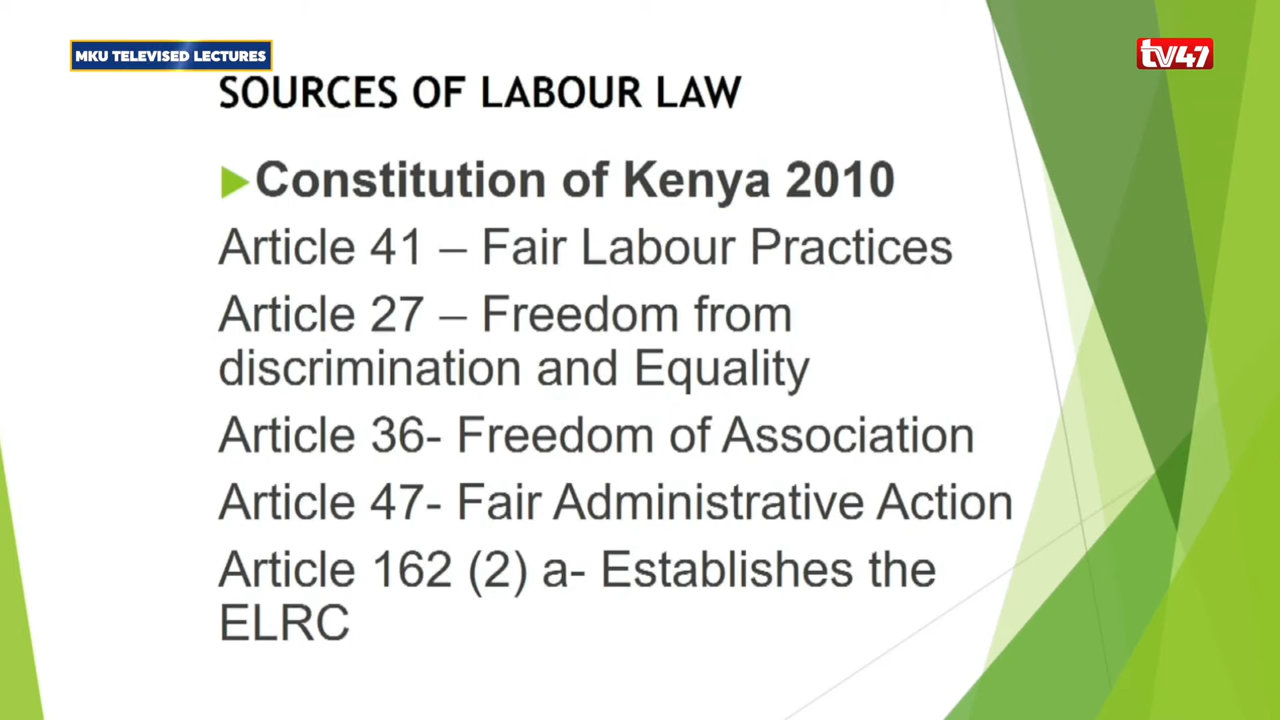 MKU TELEVISED LECTURES
tv47
SOURCES OF LABOUR LAW
Constitution of Kenya 2010
Article 41 – Fair Labour Practices
Article 27 – Freedom from
discrimination and Equality
Article 36- Freedom of Association
Article 47- Fair Administrative Action
Article 162 (2) a- Establishes the
ELRC